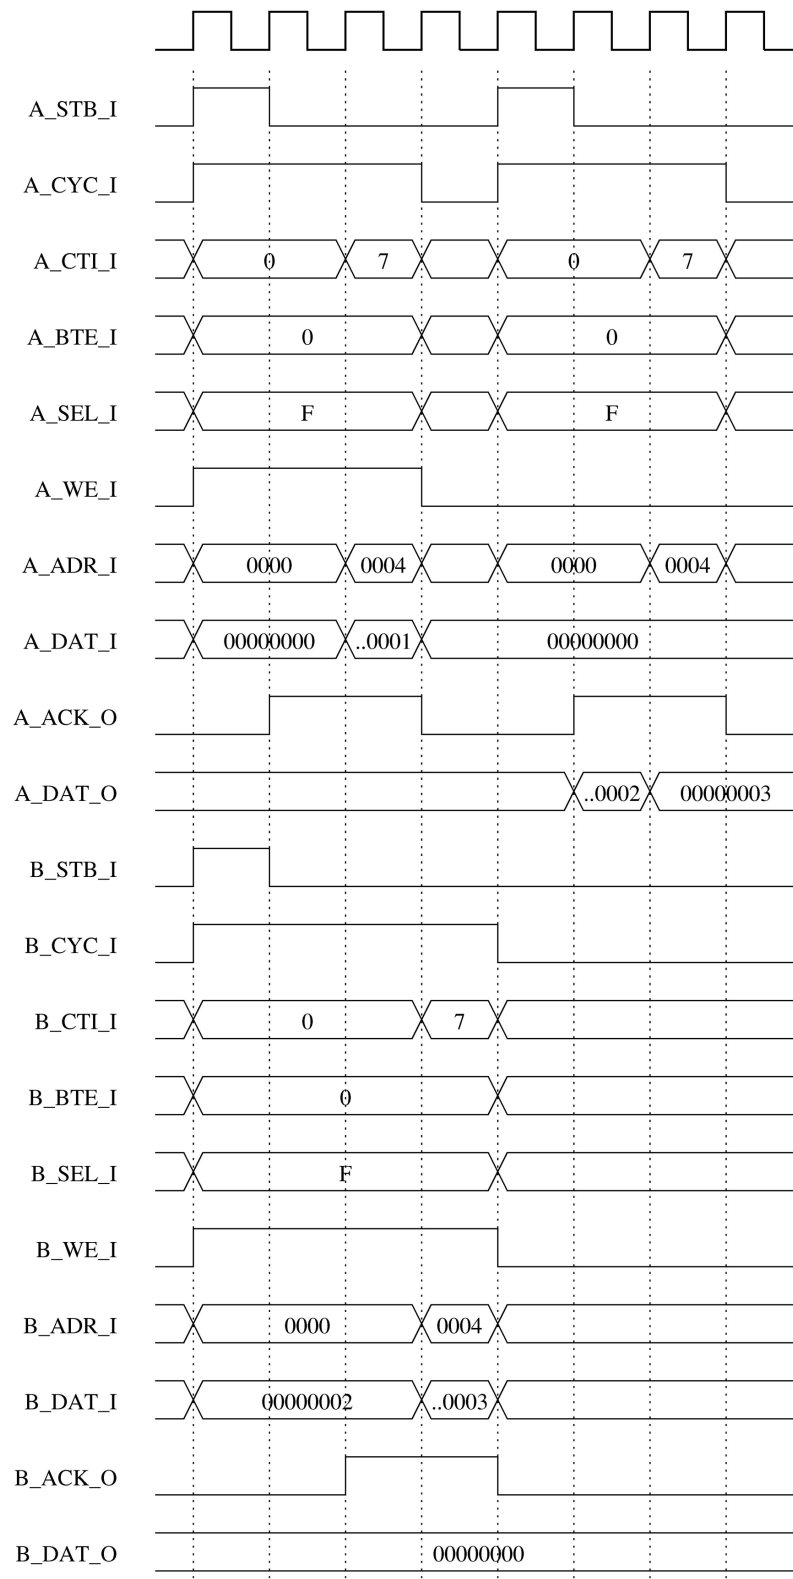 A_STB_I
A_CYC_I
A_CTI_I 0 7 0 7
A_BTE_I 0 0
A_SEL_I F F
A_WE_I
A_ADR_I 0000 0004 0000 0004
A_DAT_I 00000000 ..0001 00000000
A_ACK_O
A_DAT_O ..0002 00000003
B_STB_I
B_CYC_I
B_CTI_I 0 7
B_BTE_I 0
B_SEL_I F
B_WE_I
B_ADR_I 0000 0004
B_DAT_I 00000002 ..0003
B_ACK_O
B_DAT_O 00000000